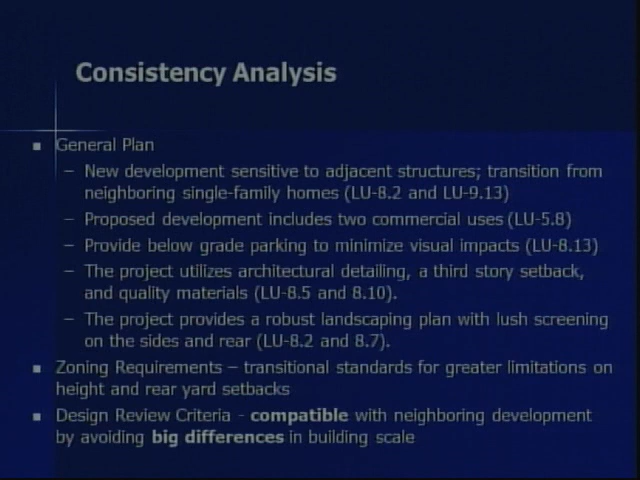 Consistency Analysis
▪ General Plan
– New development sensitive to adjacent structures; transition from
neighboring single-family homes (LU-8.2 and LU-9.13)
– Proposed development includes two commercial uses (LU-5.8)
– Provide below grade parking to minimize visual impacts (LU-8.13)
– The project utilizes architectural detailing, a third story setback,
and quality materials (LU-8.5 and 8.10).
– The project provides a robust landscaping plan with lush screening
on the sides and rear (LU-8.2 and 8.7).
▪ Zoning Requirements – transitional standards for greater limitations on
height and rear yard setbacks
▪ Design Review Criteria - compatible with neighboring development
by avoiding big differences in building scale